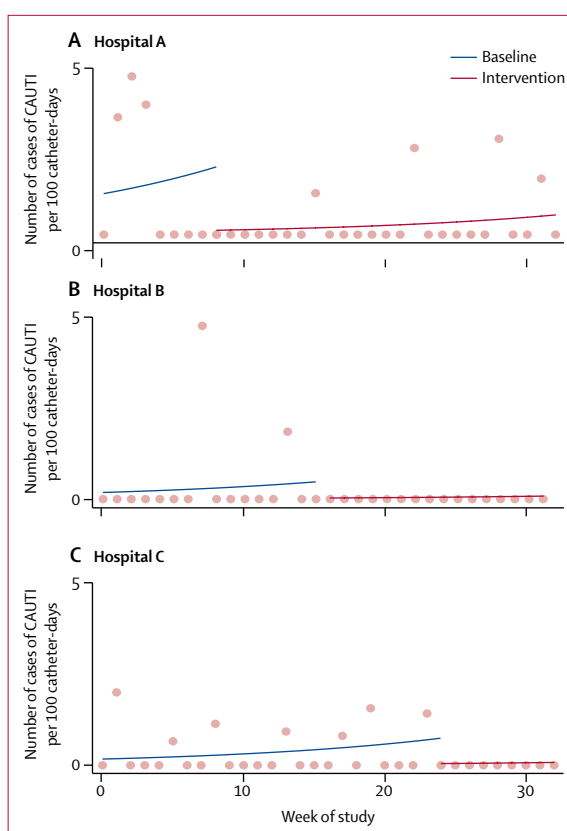 A Hospital A
Baseline
Intervention
Number of cases of CAUTI
per 100 catheter-days
5
0
B Hospital B
Number of cases of CAUTI
per 100 catheter-days
5
0
C Hospital C
Number of cases of CAUTI
per 100 catheter-days
5
0
0 10 20 30
Week of study